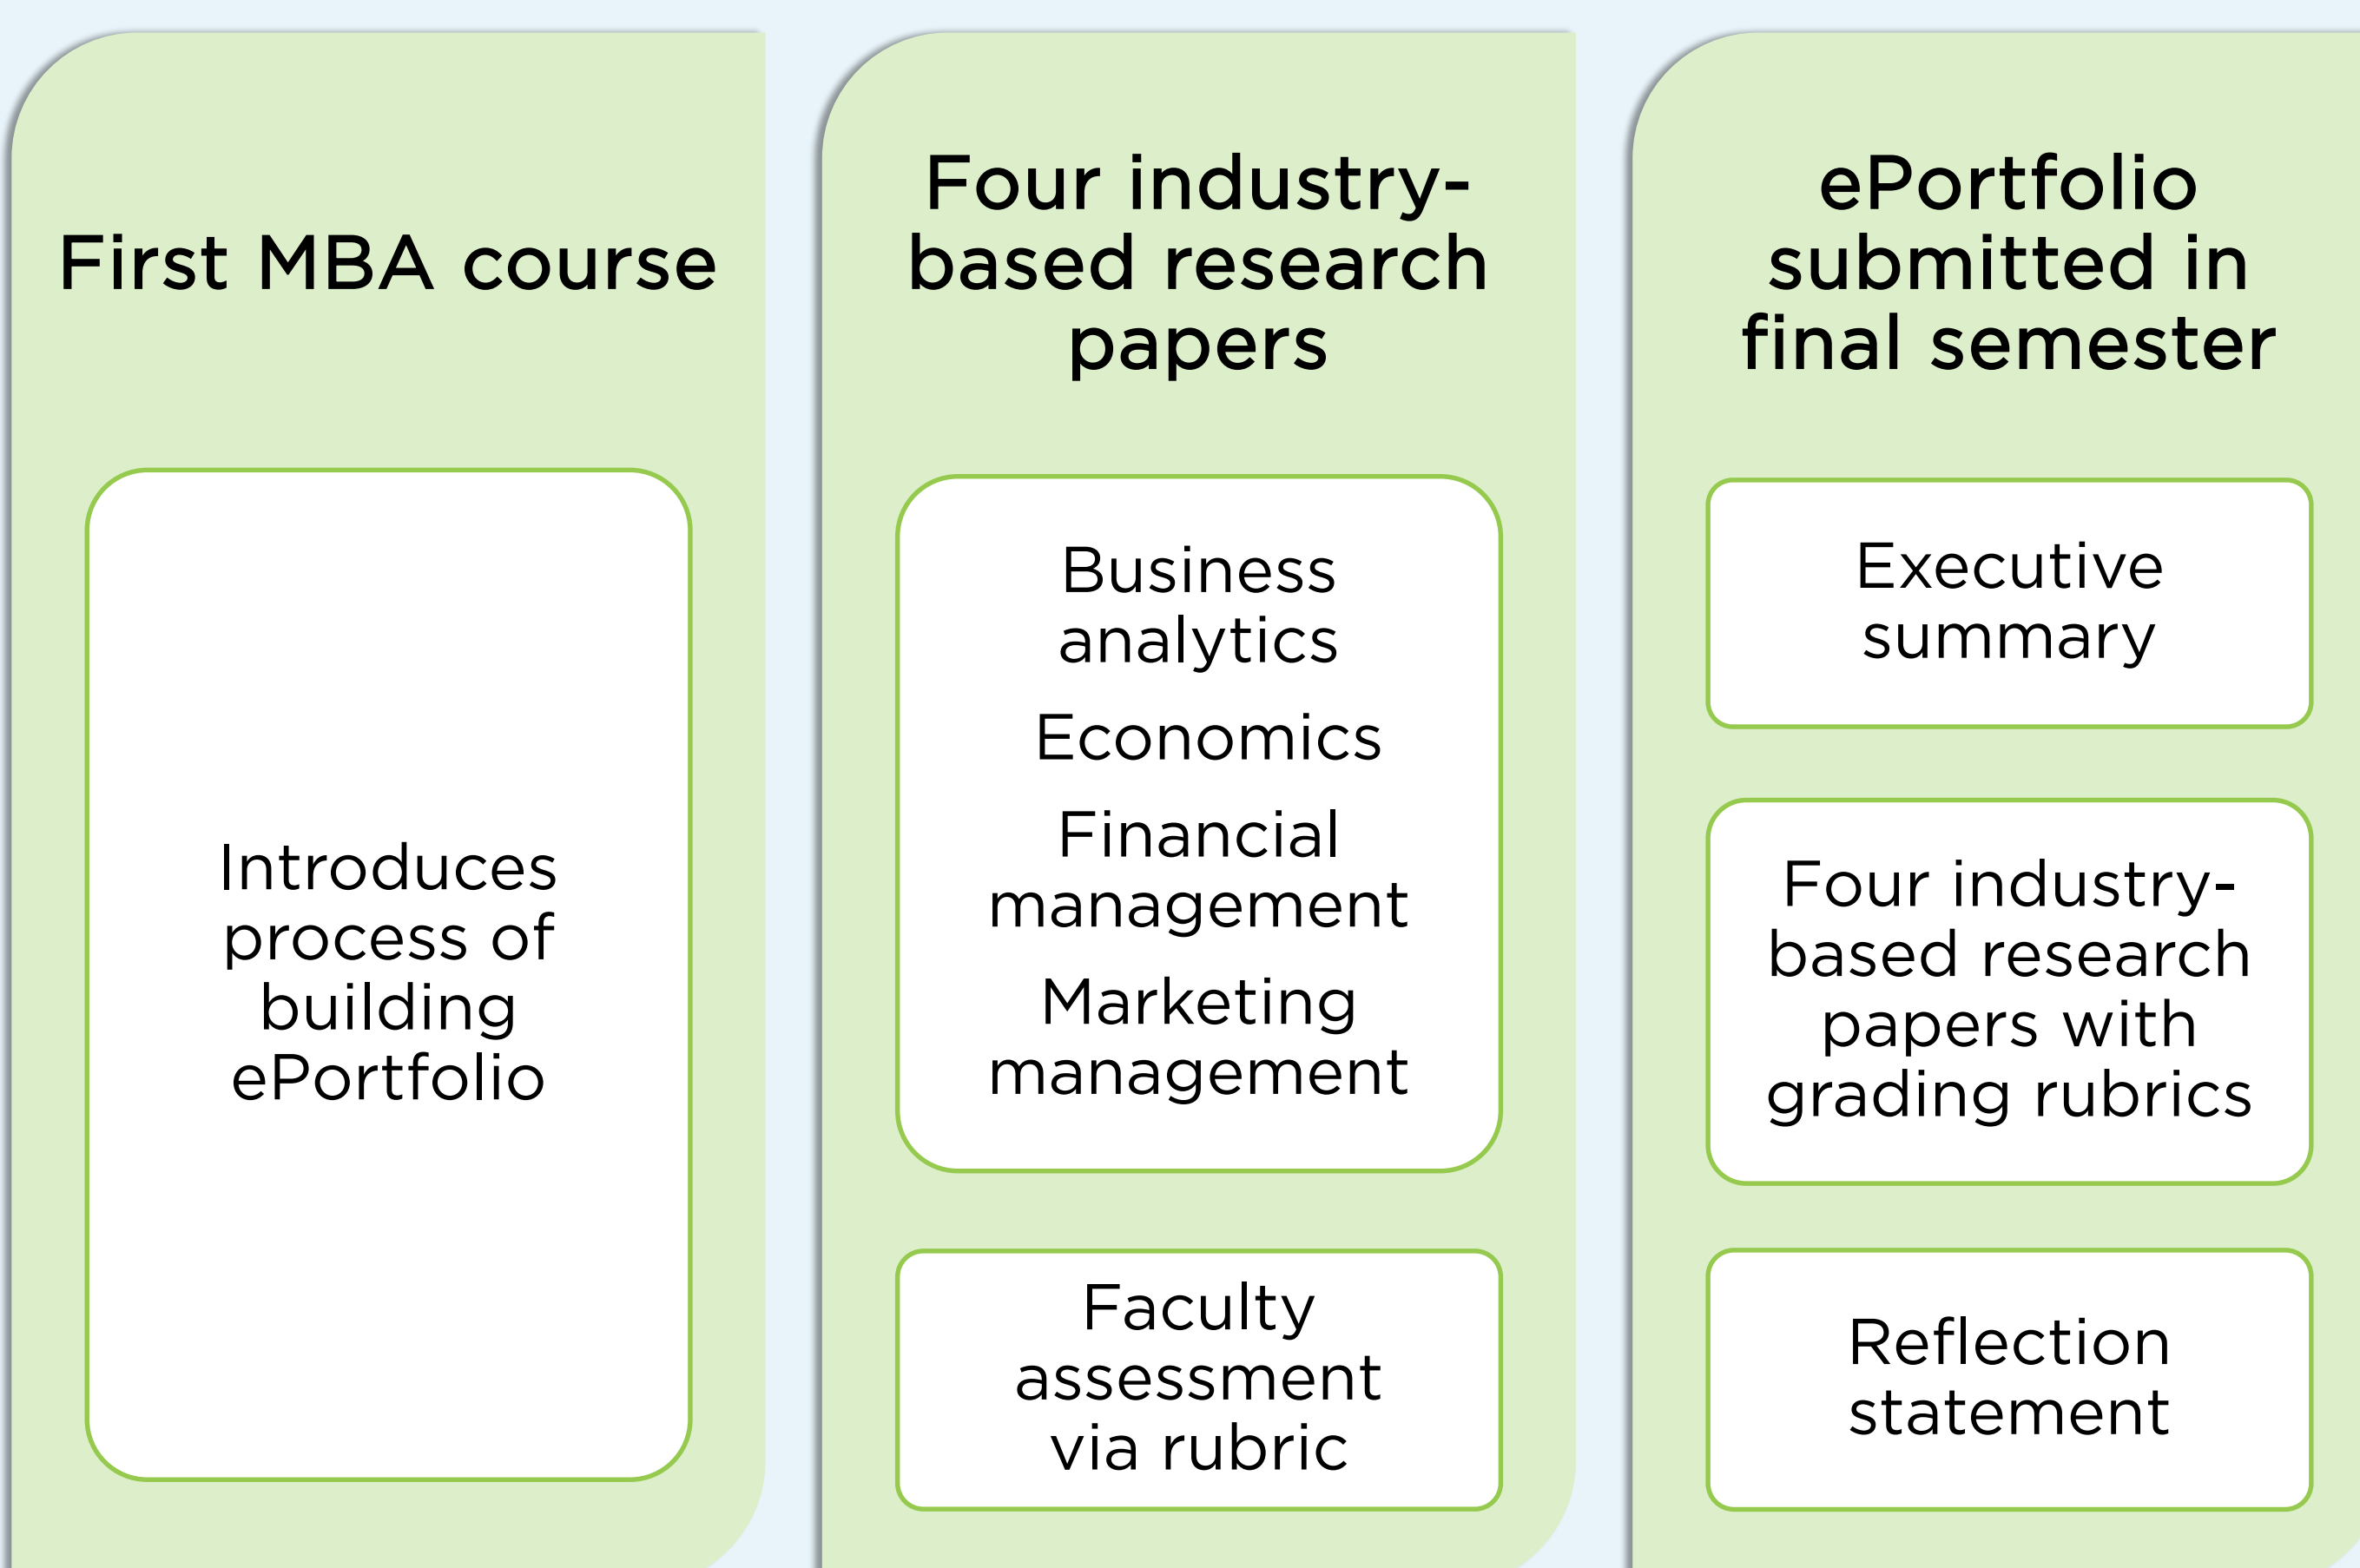 First MBA course
Introduces
process of
building
ePortfolio
Four industry-
based research
papers
Business
analytics
Economics
Financial
management
Marketing
management
Faculty
assessment
via rubric
ePortfolio
submitted in
final semester
Executive
summary
Four industry-
based research
papers with
grading rubrics
Reflection
statement